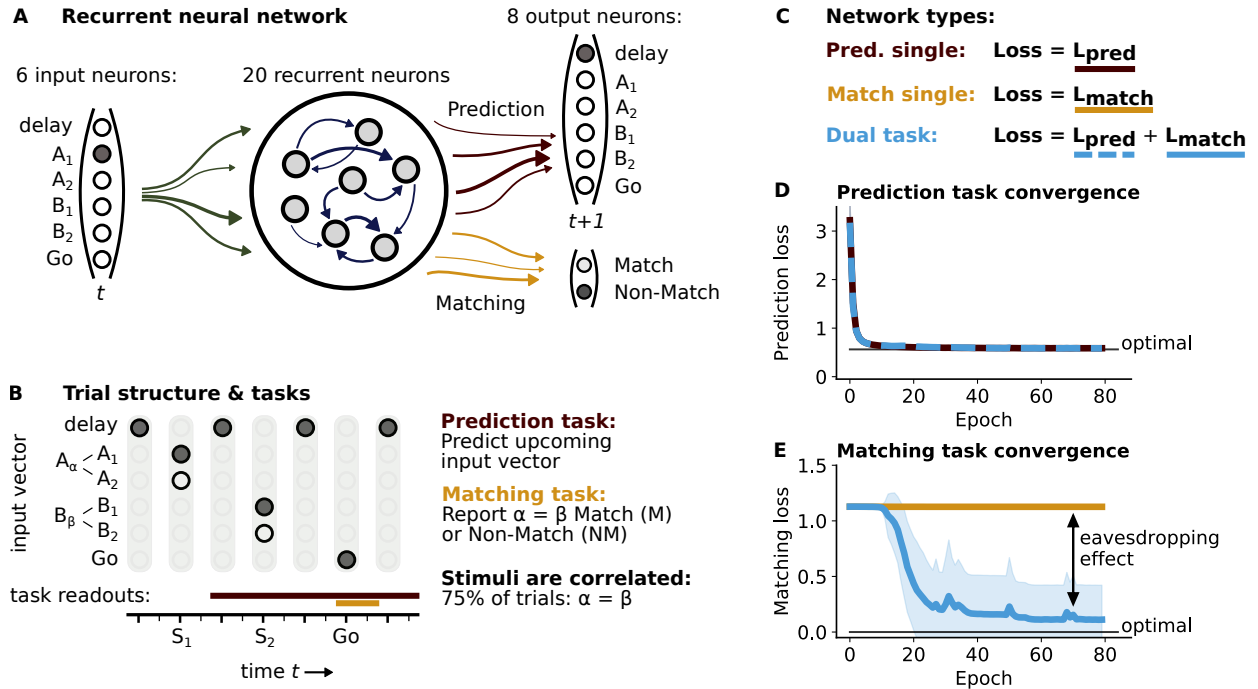 A Recurrent neural network
8 output neurons:
6 input neurons:
20 recurrent neurons
delay
A1
A2
B1
B2
Go
t
Prediction
Matching
delay
A1
A2
B1
B2
Go
t+1
Match
Non-Match
B Trial structure & tasks
input vector
delay
Aα
A1
A2
Bβ
B1
B2
Go
task readouts:
S1
S2
Go
time t
Prediction task:
Predict upcoming
input vector
Matching task:
Report α = β Match (M)
or Non-Match (NM)
Stimuli are correlated:
75% of trials: α = β
C Network types:
Pred. single: Loss = Lpred
Match single: Loss = Lmatch
Dual task: Loss = Lpred + Lmatch
D Prediction task convergence
Prediction loss
3
2
1
0
optimal
0 20 40 60 80
Epoch
E Matching task convergence
Matching loss
1.5
1.0
0.5
0.0
eavesdropping
effect
optimal
0 20 40 60 80
Epoch